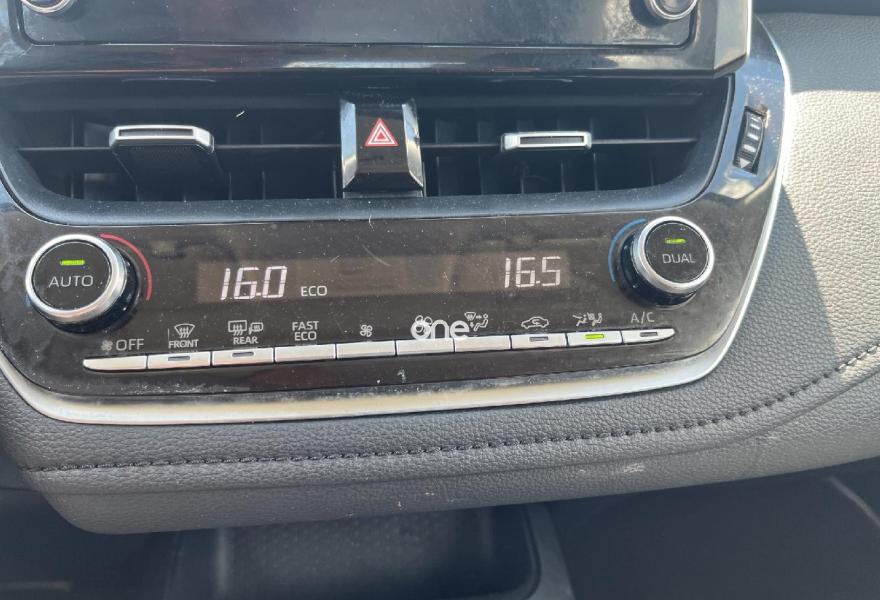 AUTO
16.0
ECO
16.5
DUAL
OFF
FRONT
REAR
FAST
ECO
one
A/C